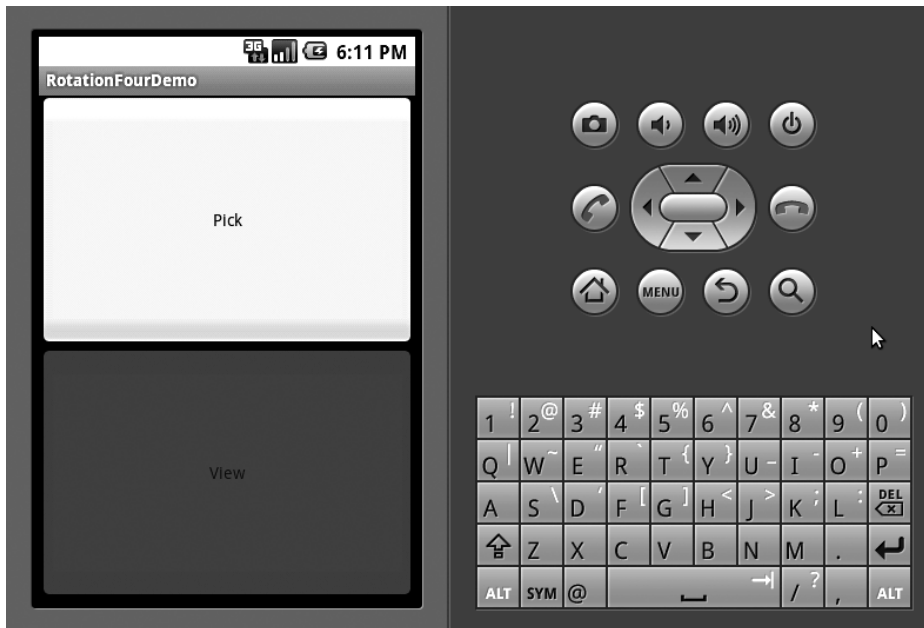 3G 6:11 PM
RotationFourDemo
Pick
View
MENU
1 ! 2 @ 3 # 4 $ 5 % 6 ^ 7 & 8 * 9 ( 0 )
Q | W ~ E " R ` T { Y } U _ I - O + P =
A S \ D ' F [ G ] H < J > K ; L : DEL
Z X C V B N M .
ALT SYM @ / ? , ALT